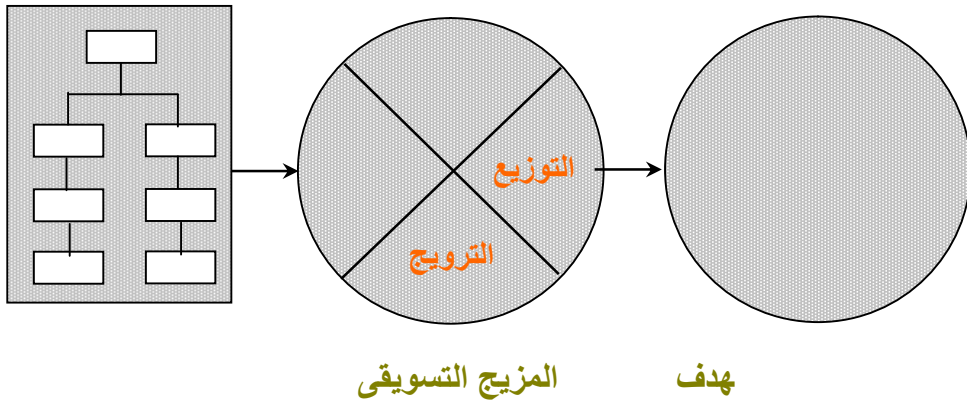 التوزيع
الترويج
المزيج التسويقى
هدف